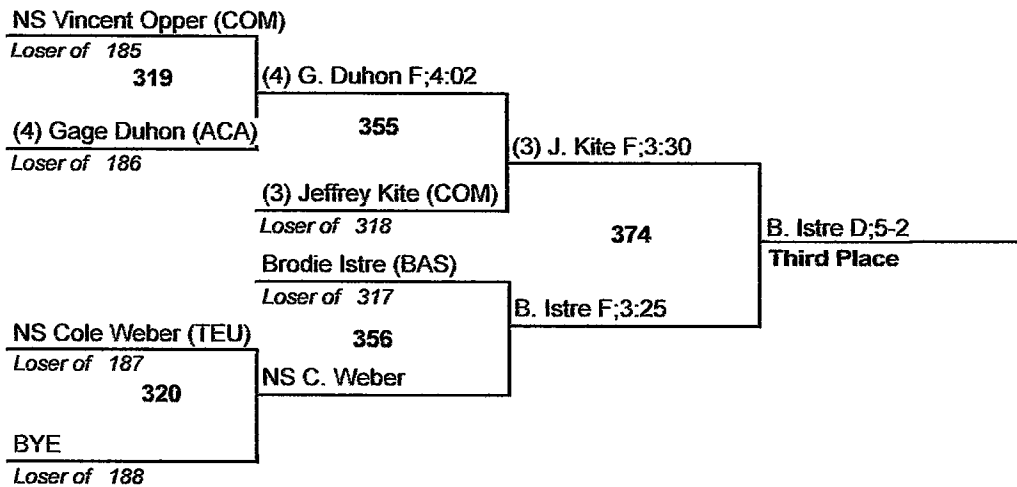 NS Vincent Opper (COM)
Loser of 185
319
(4) G. Duhon F;4:02
(4) Gage Duhon (ACA)
Loser of 186
355
(3) J. Kite F;3:30
(3) Jeffrey Kite (COM)
Loser of 318
374
B. Istre D;5-2
Third Place
Brodie Istre (BAS)
Loser of 317
B. Istre F;3:25
NS Cole Weber (TEU)
Loser of 187
356
320
NS C. Weber
BYE
Loser of 188